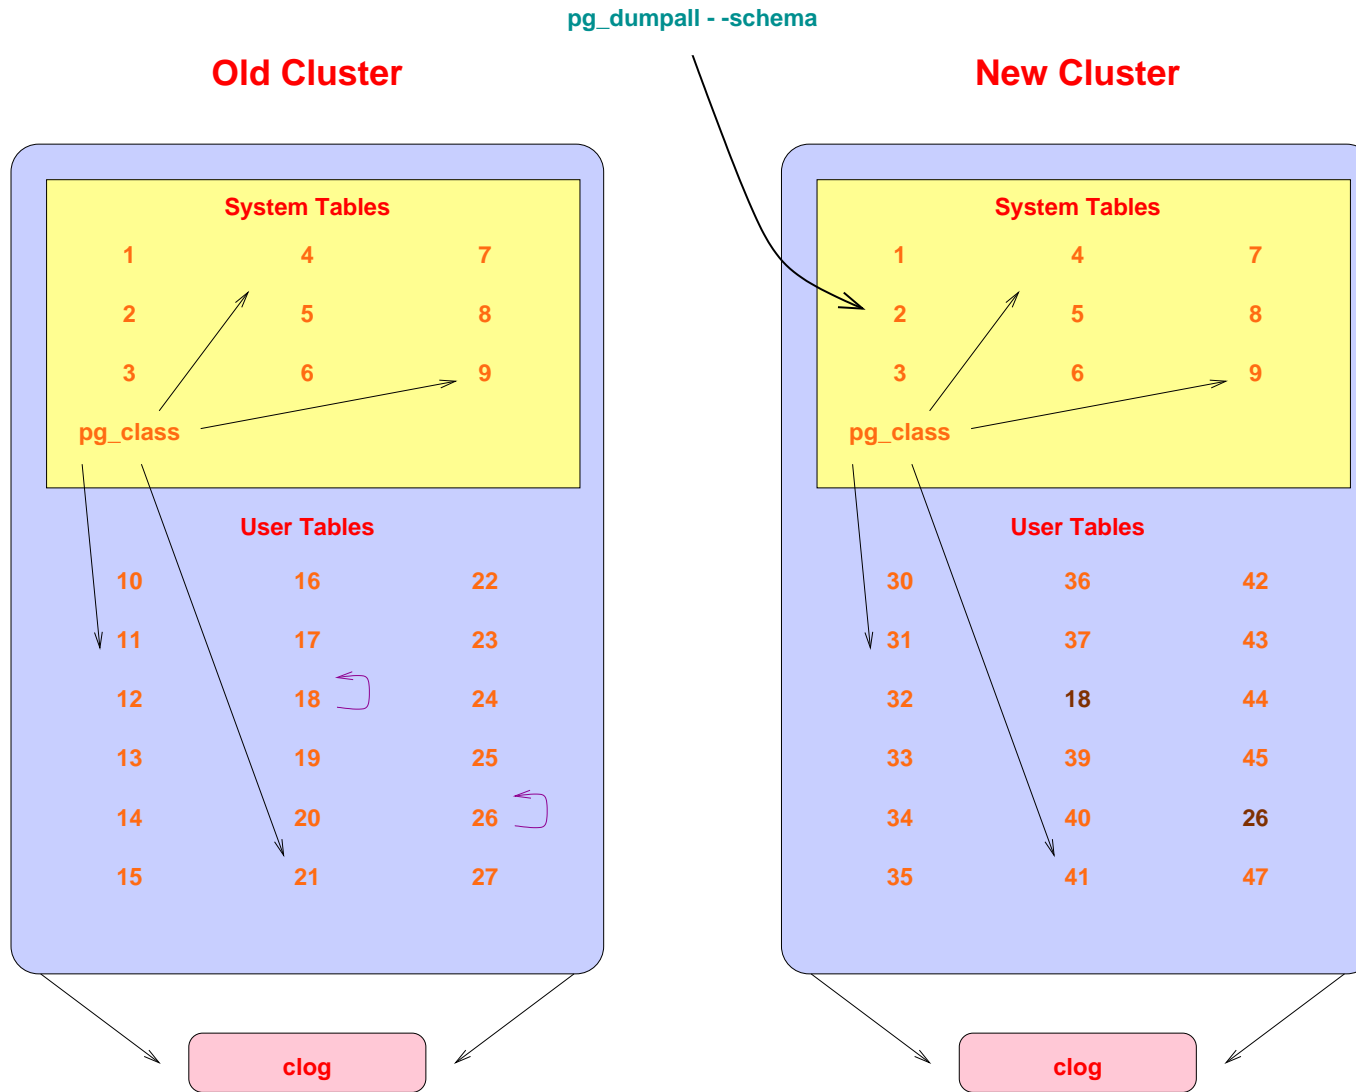 pg_dumpall - -schema
Old Cluster
New Cluster
System Tables
1 4 7
2 5 8
3 6 9
pg_class
User Tables
10 16 22
11 17 23
12 18 24
13 19 25
14 20 26
15 21 27
clog
System Tables
1 4 7
2 5 8
3 6 9
pg_class
User Tables
30 36 42
31 37 43
32 18 44
33 39 45
34 40 26
35 41 47
clog